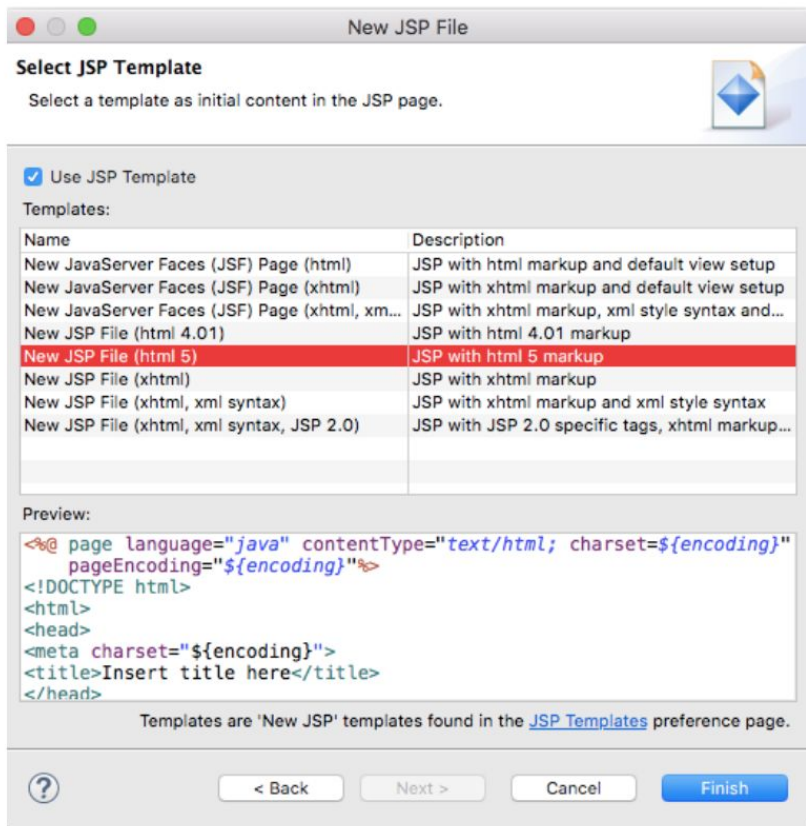 New JSP File
Select JSP Template
Select a template as initial content in the JSP page.
Use JSP Template
Templates:
Name Description
New JavaServer Faces (JSF) Page (html) JSP with html markup and default view setup
New JavaServer Faces (JSF) Page (xhtml) JSP with xhtml markup and default view setup
New JavaServer Faces (JSF) Page (xhtml, xm... JSP with xhtml markup, xml style syntax and...
New JSP File (html 4.01) JSP with html 4.01 markup
New JSP File (html 5) JSP with html 5 markup
New JSP File (xhtml) JSP with xhtml markup
New JSP File (xhtml, xml syntax) JSP with xhtml markup and xml style syntax
New JSP File (xhtml, xml syntax, JSP 2.0) JSP with JSP 2.0 specific tags, xhtml markup...
Preview:
<%@ page language="java" contentType="text/html; charset=${encoding}"
    pageEncoding="${encoding}"%>
<!DOCTYPE html>
<html>
<head>
<meta charset="${encoding}">
<title>Insert title here</title>
</head>
Templates are 'New JSP' templates found in the JSP Templates preference page.
? < Back Next > Cancel Finish